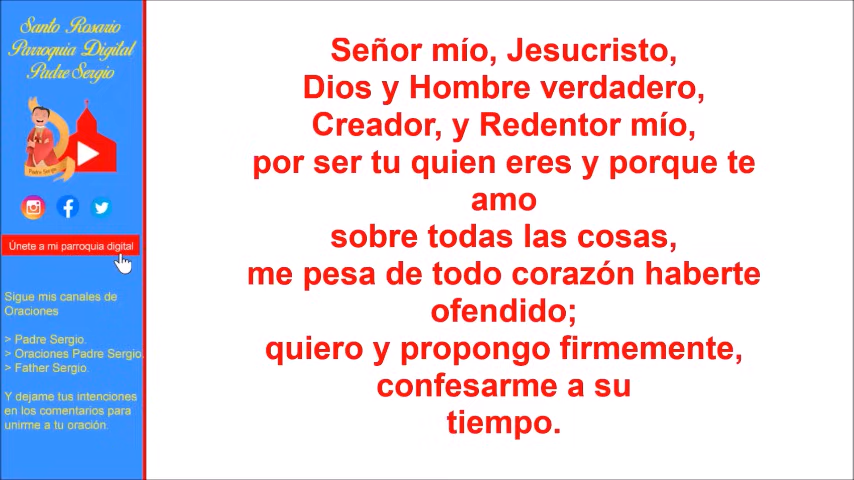 Santo Rosario
Parroquia Digital
Padre Sergio
Padre Sergio
Únete a mi parroquia digital
Sigue mis canales de
Oraciones
> Padre Sergio.
> Oraciones Padre Sergio.
> Father Sergio.
Y dejame tus intenciones
en los comentarios para
unirme a tu oración.
Señor mío, Jesucristo,
Dios y Hombre verdadero,
Creador, y Redentor mío,
por ser tu quien eres y porque te
amo
sobre todas las cosas,
me pesa de todo corazón haberte
ofendido;
quiero y propongo firmemente,
confesarme a su
tiempo.